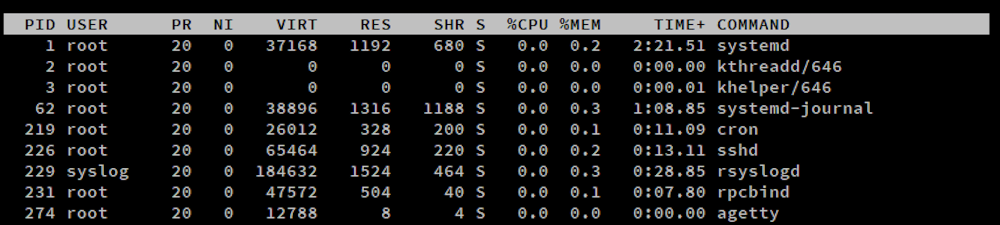 PID USER PR NI VIRT RES SHR S %CPU %MEM TIME+ COMMAND
1 root 20 0 37168 1192 680 S 0.0 0.2 2:21.51 systemd
2 root 20 0 0 0 0 S 0.0 0.0 0:00.00 kthreadd/646
3 root 20 0 0 0 0 S 0.0 0.0 0:00.01 khelper/646
62 root 20 0 38896 1316 1188 S 0.0 0.3 1:08.85 systemd-journal
219 root 20 0 26012 328 200 S 0.0 0.1 0:11.09 cron
226 root 20 0 65464 924 220 S 0.0 0.2 0:13.11 sshd
229 syslog 20 0 184632 1524 464 S 0.0 0.3 0:28.85 rsyslogd
231 root 20 0 47572 504 40 S 0.0 0.1 0:07.80 rpcbind
274 root 20 0 12788 8 4 S 0.0 0.0 0:00.00 agetty